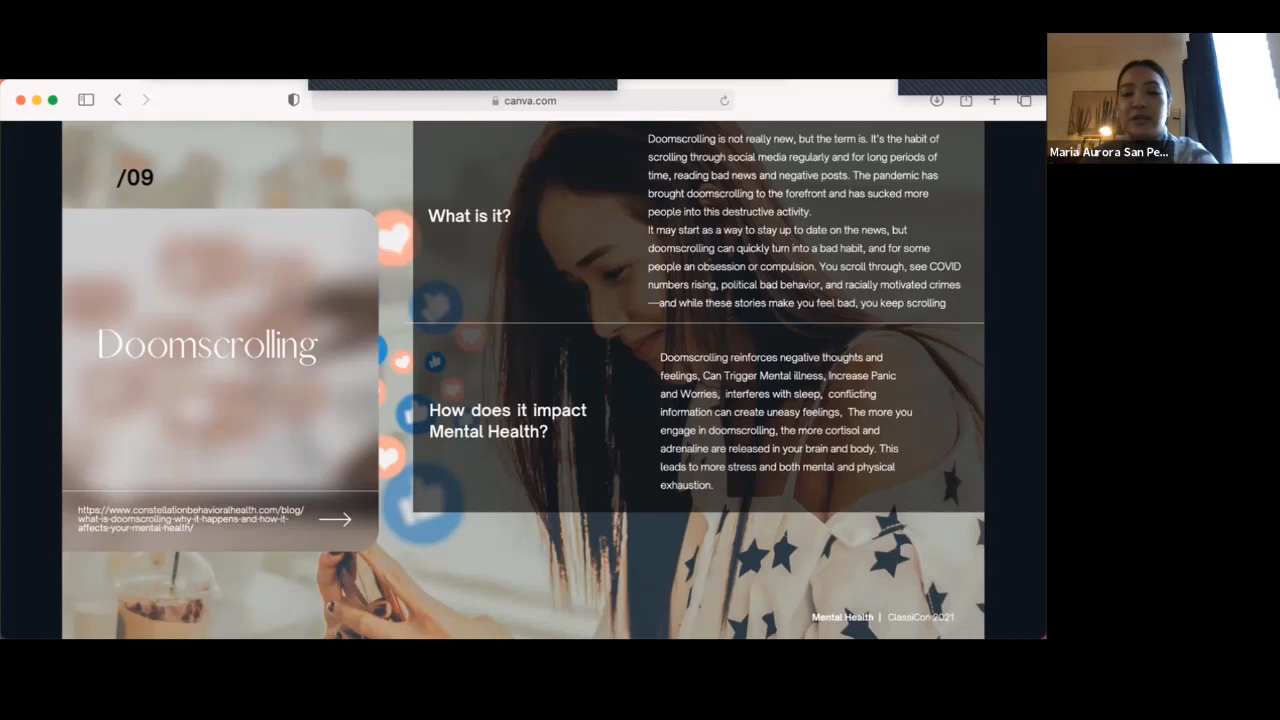 canva.com
Maria Aurora San Pe...
/09
Doomscrolling
https://www.constellationbehavioralhealth.com/blog/
what-is-doomscrolling-why-it-happens-and-how-it-
affects-your-mental-health/
What is it?
Doomscrolling is not really new, but the term is. It's the habit of
scrolling through social media regularly and for long periods of
time, reading bad news and negative posts. The pandemic has
brought doomscrolling to the forefront and has sucked more
people into this destructive activity.
It may start as a way to stay up to date on the news, but
doomscrolling can quickly turn into a bad habit, and for some
people an obsession or compulsion. You scroll through, see COVID
numbers rising, political bad behavior, and racially motivated crimes
—and while these stories make you feel bad, you keep scrolling
How does it impact
Mental Health?
Doomscrolling reinforces negative thoughts and
feelings, Can Trigger Mental illness, Increase Panic
and Worries, interferes with sleep, conflicting
information can create uneasy feelings, The more you
engage in doomscrolling, the more cortisol and
adrenaline are released in your brain and body. This
leads to more stress and both mental and physical
exhaustion.
Mental Health | ClassiCon 2021